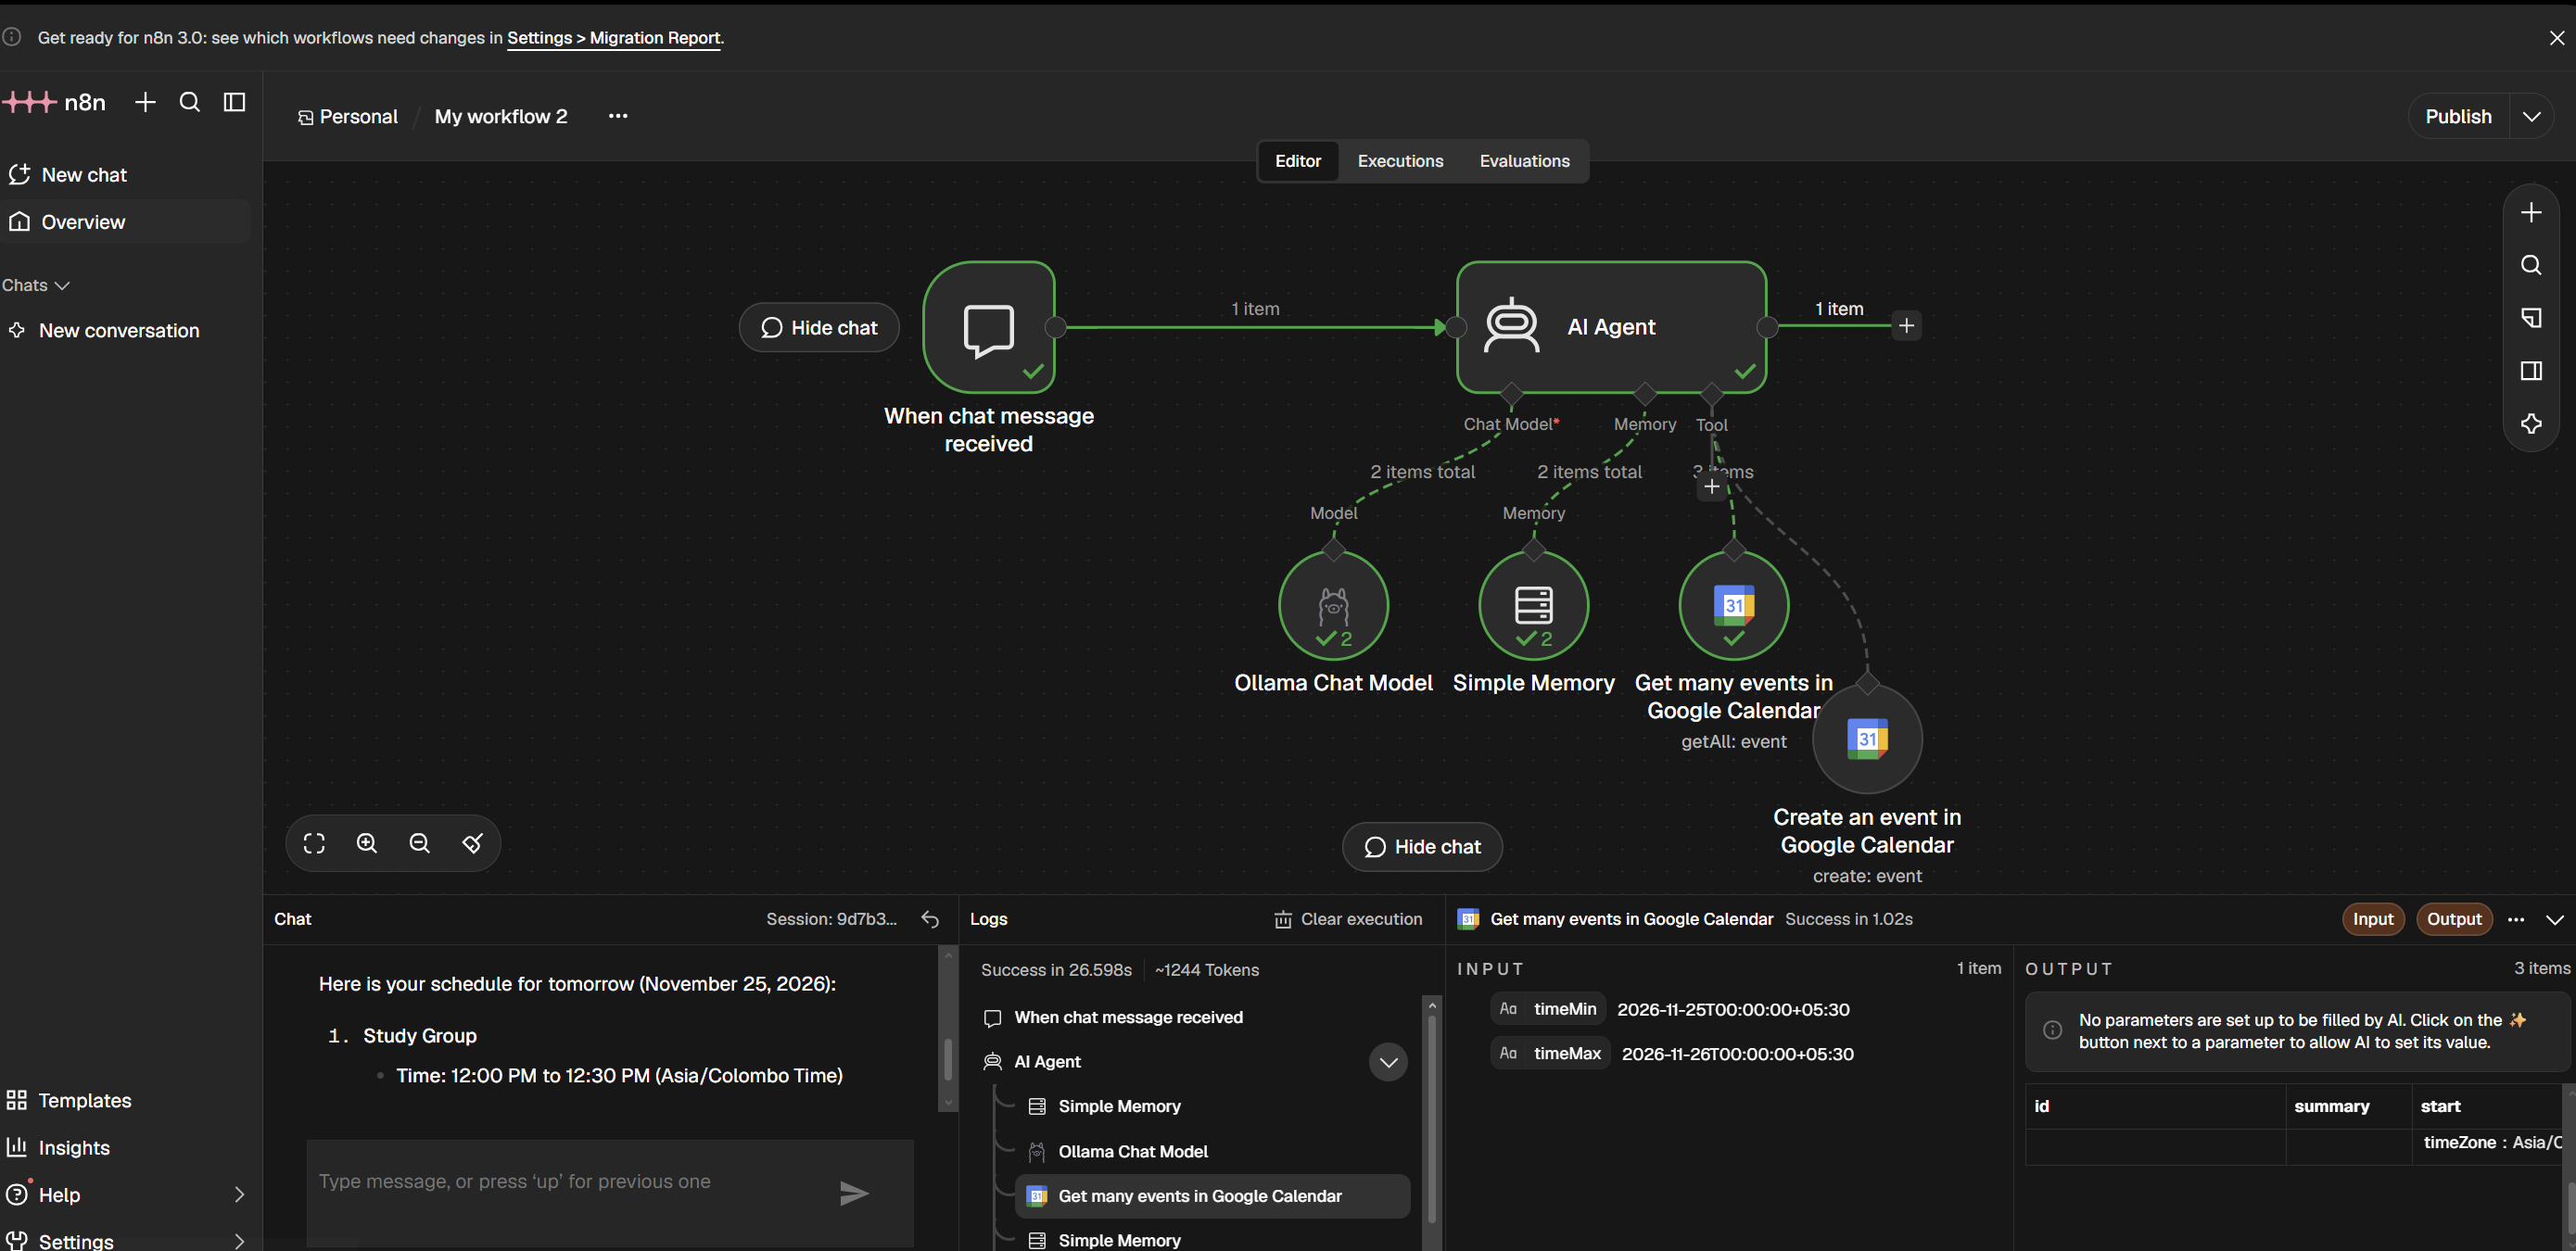 Get ready for n8n 3.0: see which workflows need changes in Settings > Migration Report.
n8n
Personal / My workflow 2
Publish
Editor Executions Evaluations
New chat
Overview
Chats
New conversation
Hide chat
1 item
AI Agent
1 item
When chat message
received
Chat Model*
Memory
Tool
2 items total
2 items total
3 items
Model
Memory
31
2
2
Ollama Chat Model
Simple Memory
Get many events in
Google Calendar
getAll: event
31
Create an event in
Google Calendar
create: event
Hide chat
Templates
Insights
Help
Settings
Chat
Session: 9d7b3...
Here is your schedule for tomorrow (November 25, 2026):
1. Study Group
Time: 12:00 PM to 12:30 PM (Asia/Colombo Time)
Type message, or press ‘up’ for previous one
Logs
Clear execution
Success in 26.598s
~1244 Tokens
When chat message received
AI Agent
Simple Memory
Ollama Chat Model
31 Get many events in Google Calendar
Simple Memory
31 Get many events in Google Calendar Success in 1.02s
Input
Output
INPUT
1 item
Aa timeMin 2026-11-25T00:00:00+05:30
Aa timeMax 2026-11-26T00:00:00+05:30
OUTPUT
3 items
No parameters are set up to be filled by AI. Click on the ✨
button next to a parameter to allow AI to set its value.
id summary start
timeZone : Asia/C